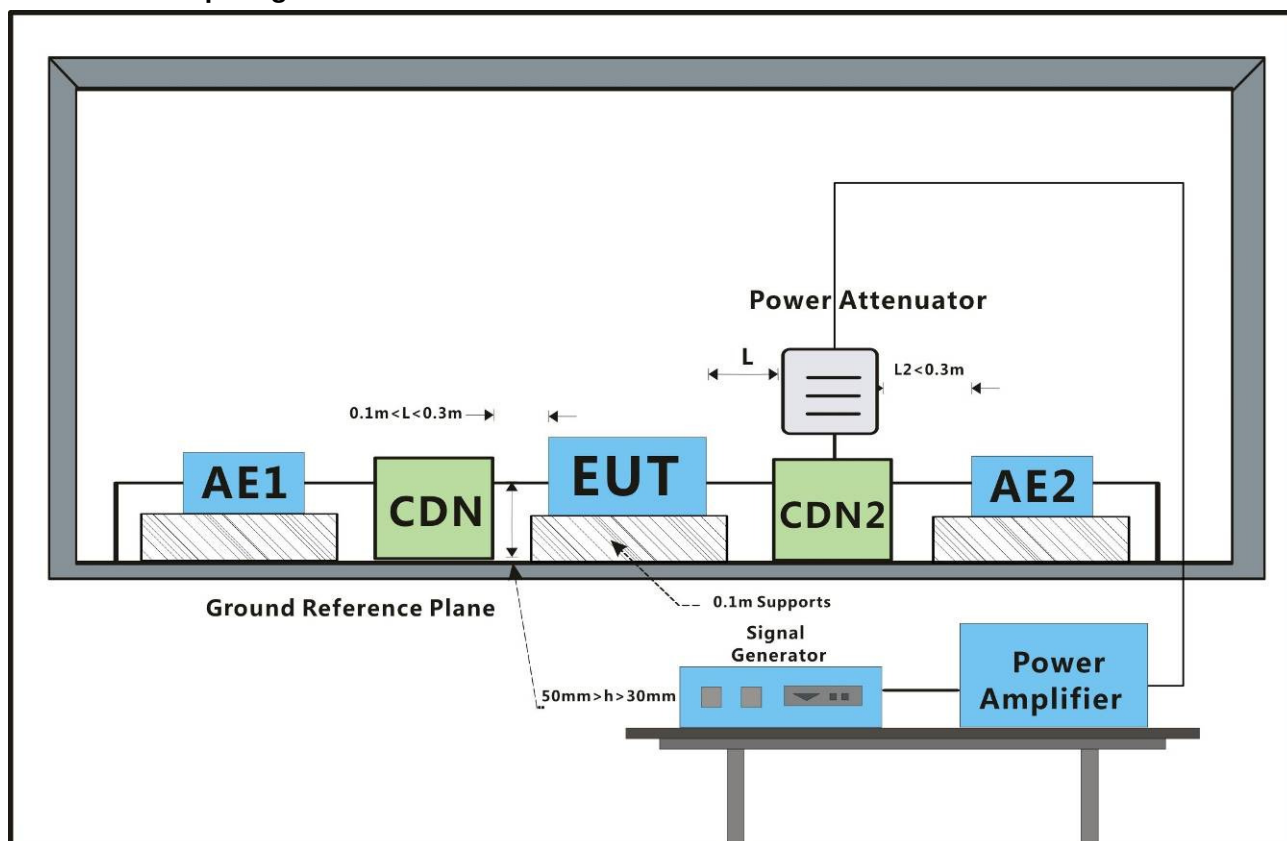 Power Attenuator
L
L2<0.3m
0.1m<L<0.3m
AE1
CDN
EUT
CDN2
AE2
Ground Reference Plane
0.1m Supports
Signal
Generator
Power
Amplifier
50mm>h>30mm